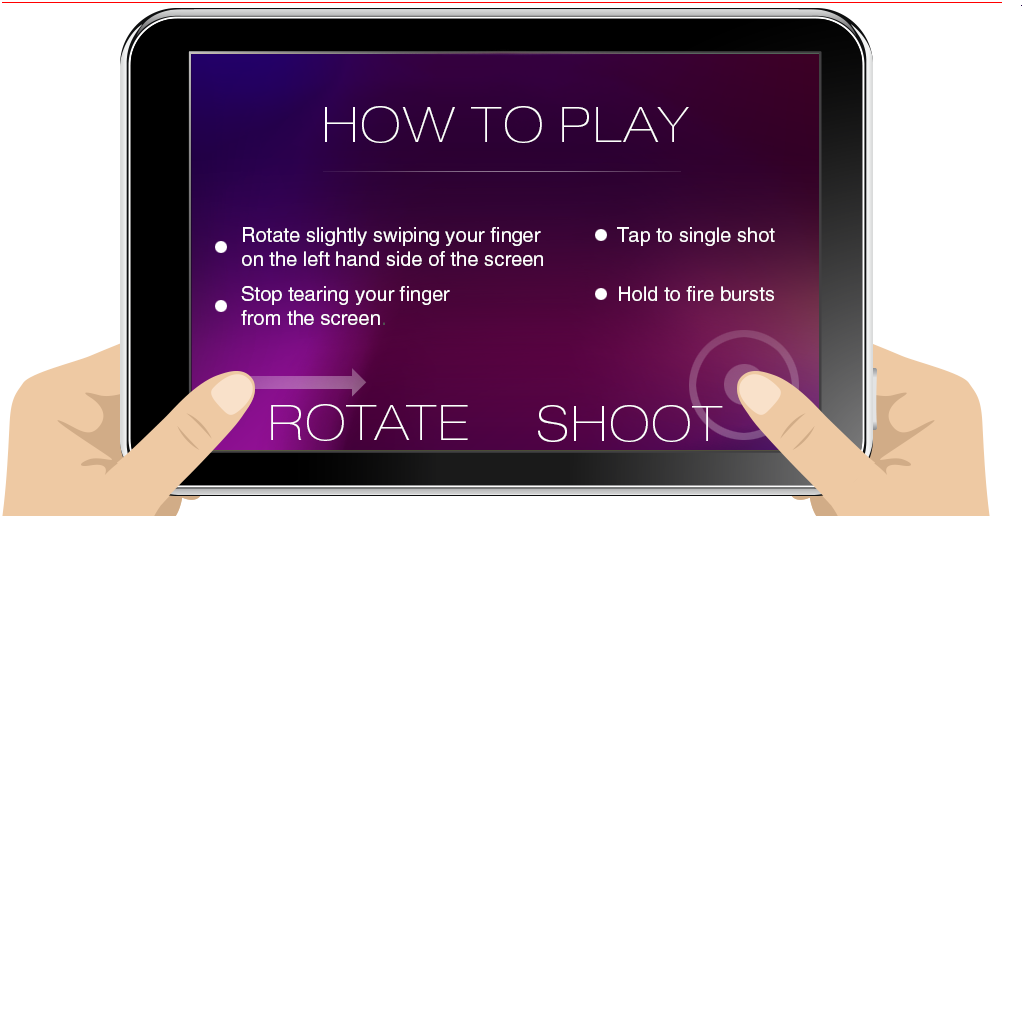 HOW TO PLAY
Rotate slightly swiping your finger
on the left hand side of the screen
Stop tearing your finger
from the screen.
Tap to single shot
Hold to fire bursts
ROTATE
SHOOT